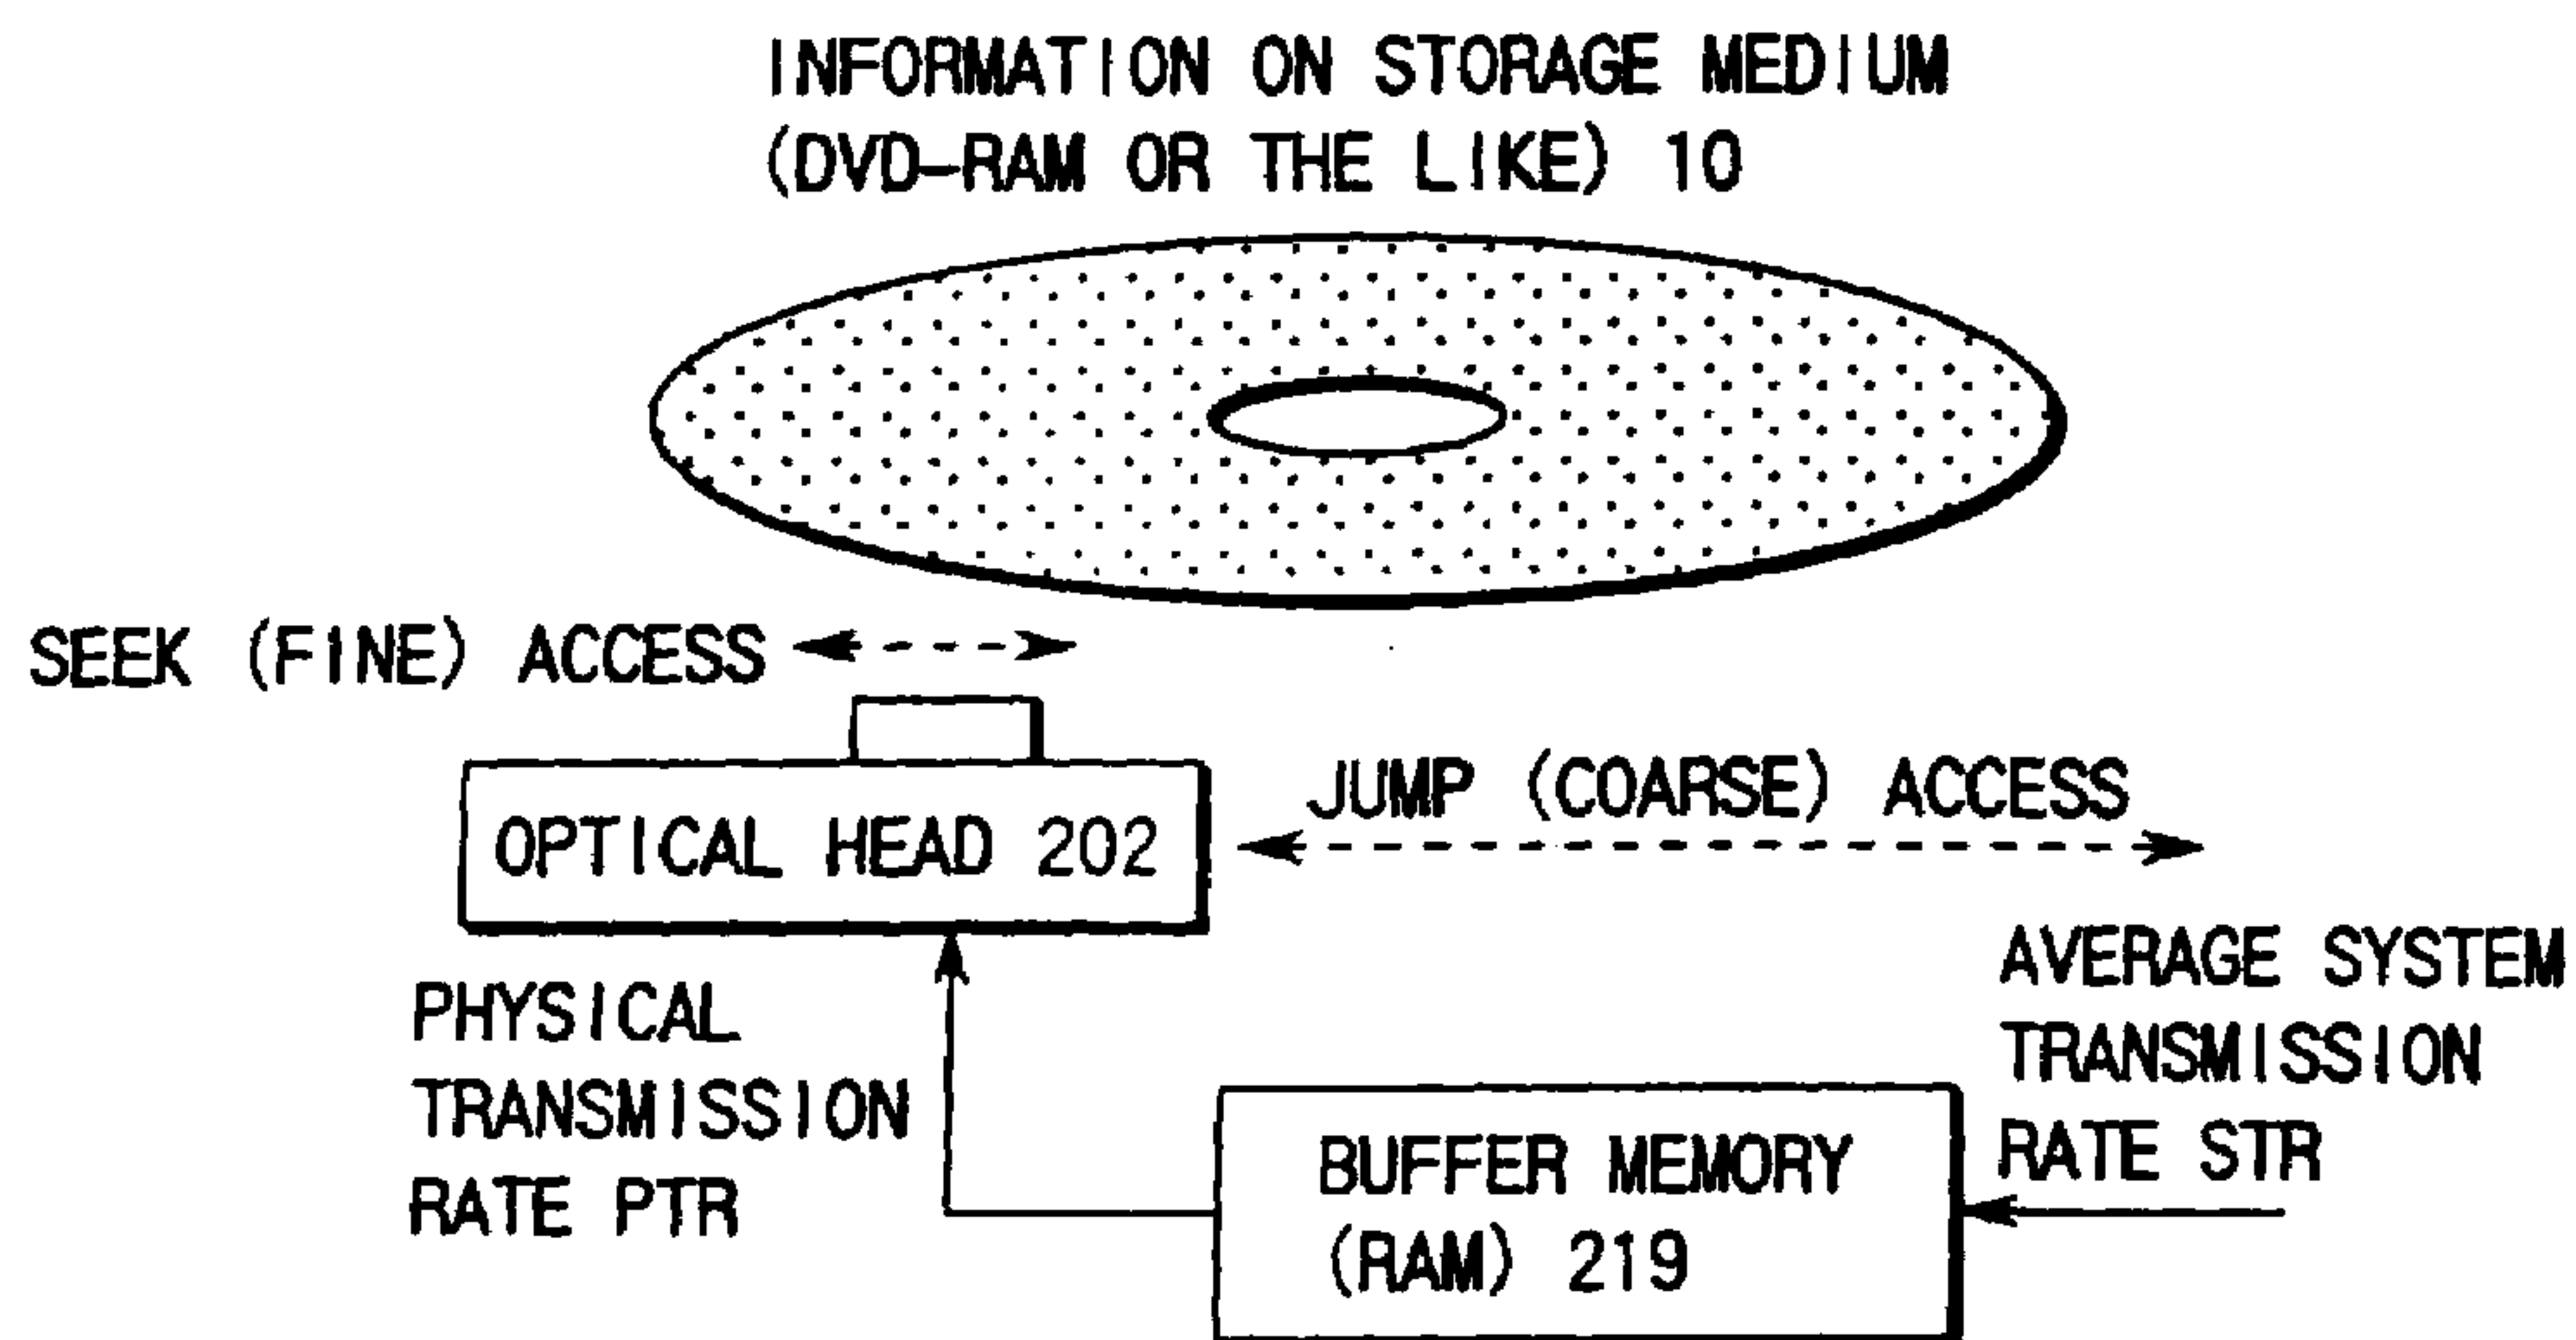 INFORMATION ON STORAGE MEDIUM
(DVD-RAM OR THE LIKE) 10
SEEK (FINE) ACCESS
JUMP (COARSE) ACCESS
OPTICAL HEAD 202
PHYSICAL
TRANSMISSION
RATE PTR
AVERAGE SYSTEM
TRANSMISSION
RATE STR
BUFFER MEMORY
(RAM) 219